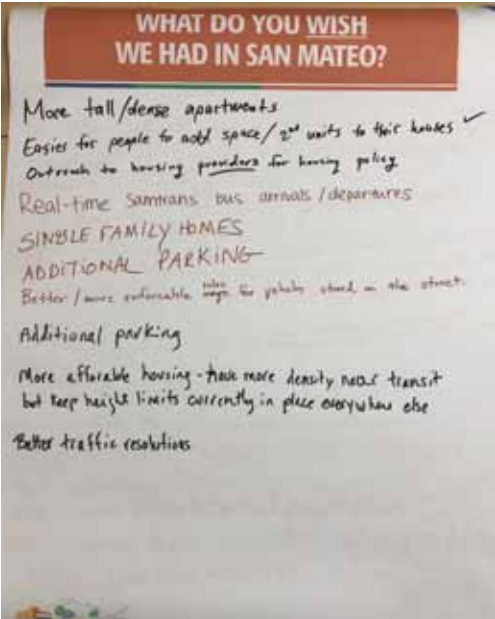 WHAT DO YOU WISH
WE HAD IN SAN MATEO?
More tall/dense apartments
Easier for people to add space/2nd units to their houses ✓
Outreach to housing providers for housing policy
Real-time Samtrans bus arrivals/departures
SINGLE FAMILY HOMES
ADDITIONAL PARKING
Better/more enforceable rules for vehicles stored on the street.
Additional parking
More afforable housing - have more density near transit
but keep height limits currently in place everywhere else
Better traffic resolutions